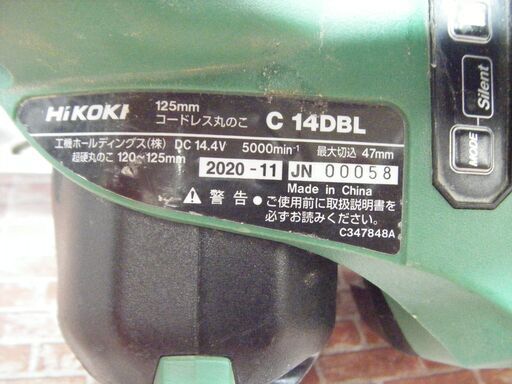 HiKOKI 125mm コードレス丸のこ C 14DBL
工機ホールディングス(株) DC 14.4V 5000min⁻¹ 最大切込 47mm
超硬丸のこ 120~125mm 2020-11 JN 00058
Made in China
⚠警告 ●ご使用前に取扱説明書を
必ずお読みください。
C347848A
Silent
MODE